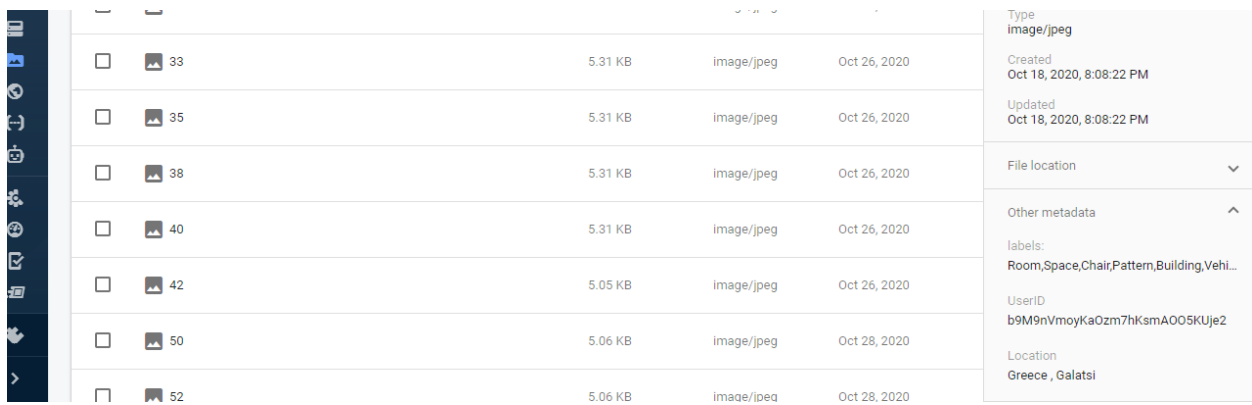 33 5.31 KB image/jpeg Oct 26, 2020
35 5.31 KB image/jpeg Oct 26, 2020
38 5.31 KB image/jpeg Oct 26, 2020
40 5.31 KB image/jpeg Oct 26, 2020
42 5.05 KB image/jpeg Oct 26, 2020
50 5.06 KB image/jpeg Oct 28, 2020
52 5.06 KB image/jpeg Oct 28, 2020
Type
image/jpeg
Created
Oct 18, 2020, 8:08:22 PM
Updated
Oct 18, 2020, 8:08:22 PM
File location
Other metadata
labels:
Room,Space,Chair,Pattern,Building,Vehi...
UserID
b9M9nVmoyKaOzm7hKsmAOO5KUje2
Location
Greece , Galatsi